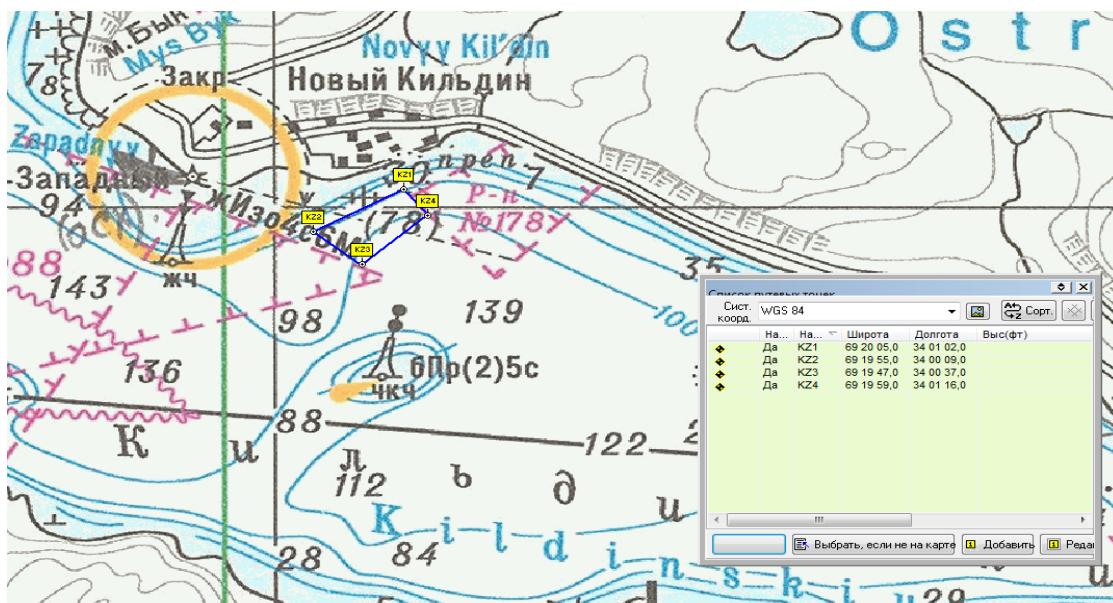 м. Бык
Mys Byk
Novyy Kil'din
Ostr
Закр
Новый Кильдин
78
Zapadnyy
Западный
94
преп
7
Р-н
№178
(78)
KZ1
KZ4
KZ2
KZ3
жч
88
143
98
139
100
35
136
6Пр(2)5с
чкч
88
122
112
К и л ь д и
K i l d i n s k i
28
84
29
Список путевых точек
Сист. коорд. WGS 84 Сорт.
На... На... Широта Долгота Выс(фт)
Да KZ1 69 20 05,0 34 01 02,0
Да KZ2 69 19 55,0 34 00 09,0
Да KZ3 69 19 47,0 34 00 37,0
Да KZ4 69 19 59,0 34 01 16,0
Выбрать, если не на карте Добавить Реда